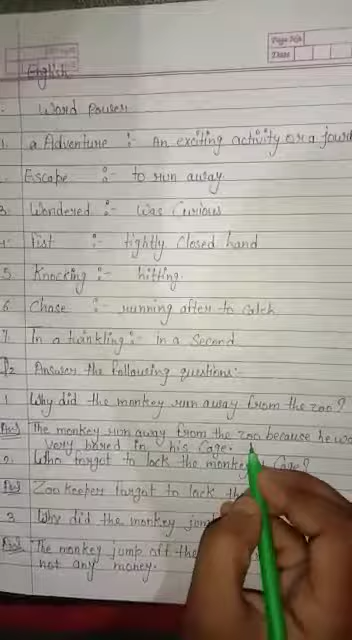 Page No.
Date
English
Word Power
1. a Adventure :- An exciting activity or a
Escape :- to run away.
3. Wondered :- Was Curious
4. Fist :- tightly closed hand
5. Knocking :- hitting.
6. Chase :- running after to catch
7. In a twinkling :- in a second
Q2 Answer the following questions:-
1. Why did the monkey run away from the zoo?
Ans The monkey run away from the zoo because he
very bored in his cage.
2. Who forgot to lock the monkey Cage?
Ans Zoo keeper forgot to lock
3. Why did the monkey
Ans The monkey jump off the
not any money.